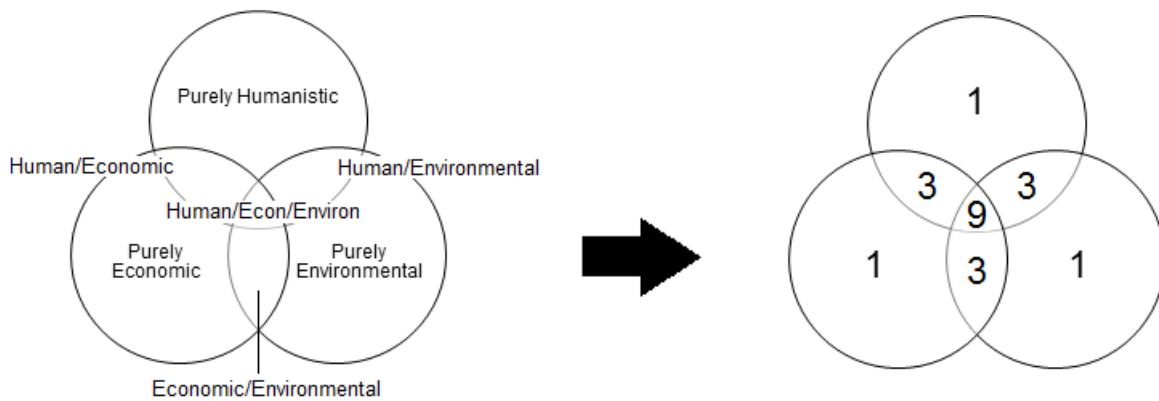 Purely Humanistic
Human/Economic
Human/Environmental
Human/Econ/Environ
Purely
Economic
Purely
Environmental
Economic/Environmental
1
3
3
9
1
3
1